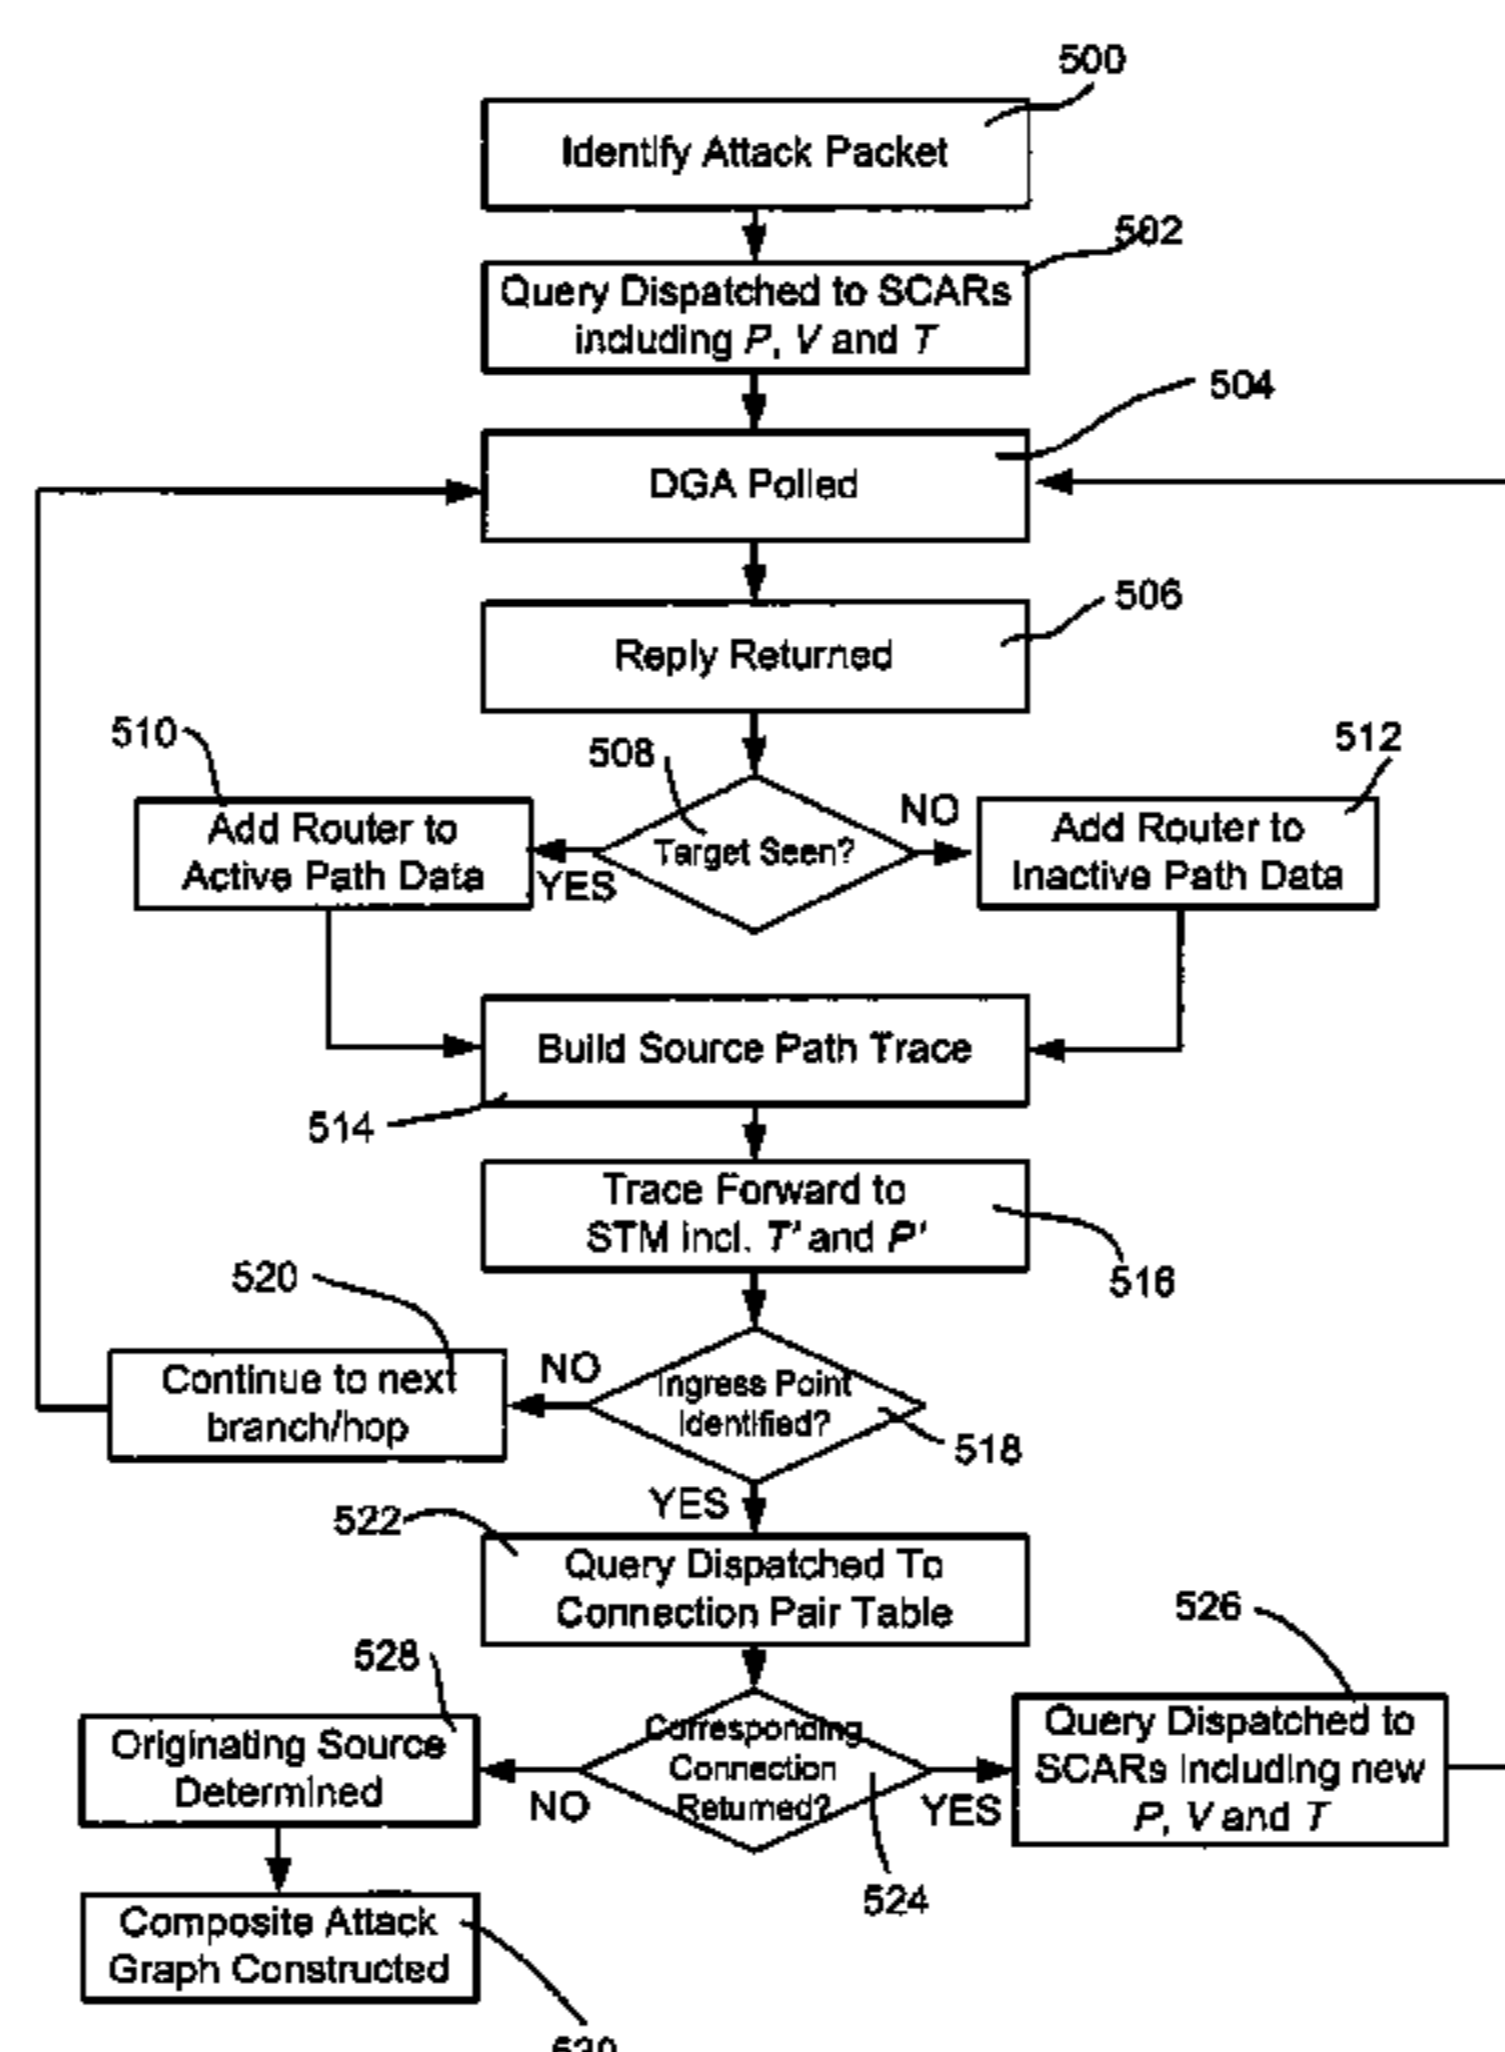 500
Identify Attack Packet
502
Query Dispatched to SCARs
including P, V and T
504
DGA Polled
506
Reply Returned
510
508
512
Add Router to
Active Path Data
YES
Target Seen?
NO
Add Router to
Inactive Path Data
Build Source Path Trace
514
Trace Forward to
STM incl. T' and P'
516
520
Continue to next
branch/hop
NO
Ingress Point
Identified?
518
YES
522
Query Dispatched To
Connection Pair Table
526
528
Originating Source
Determined
NO
Corresponding
Connection
Returned?
YES
Query Dispatched to
SCARs including new
P, V and T
524
Composite Attack
Graph Constructed
530